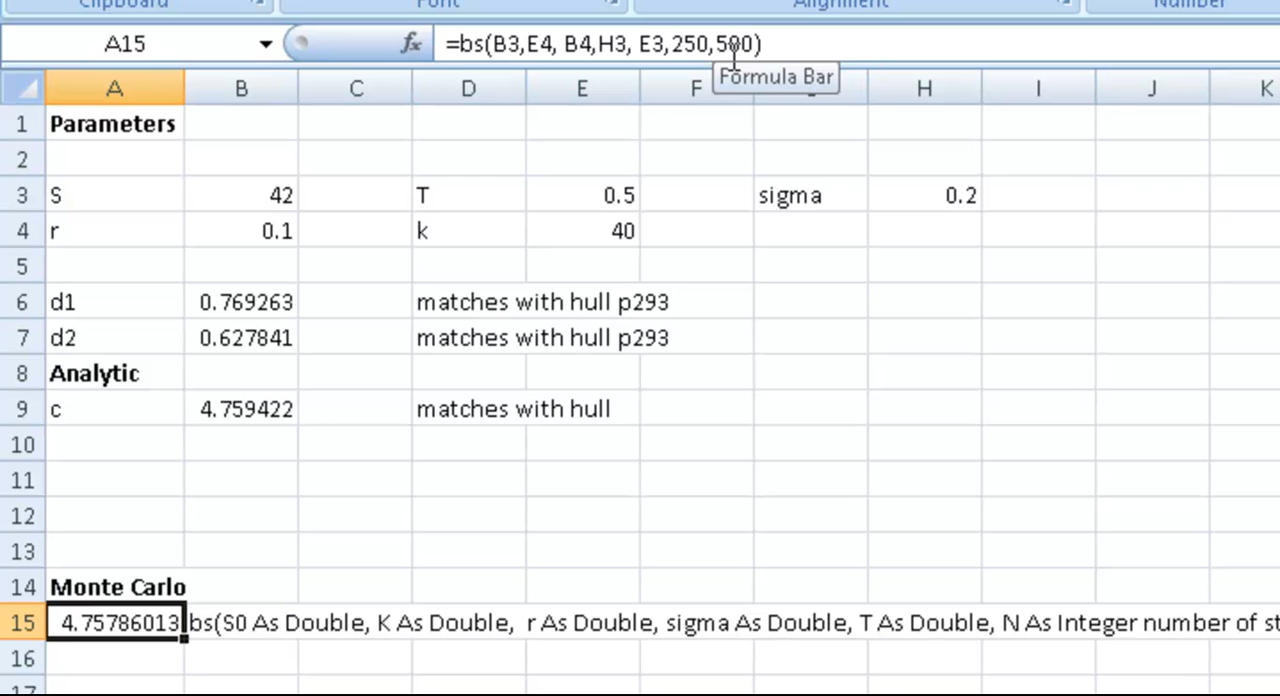 Clipboard Font Alignment Number
A15 fx =bs(B3,E4, B4,H3, E3,250,500)
Formula Bar
A B C D E F H I J K
1 Parameters
2
3 S 42 T 0.5 sigma 0.2
4 r 0.1 k 40
5
6 d1 0.769263 matches with hull p293
7 d2 0.627841 matches with hull p293
8 Analytic
9 c 4.759422 matches with hull
10
11
12
13
14 Monte Carlo
15 4.75786013 bs(S0 As Double, K As Double, r As Double, sigma As Double, T As Double, N As Integer number of st
16
17